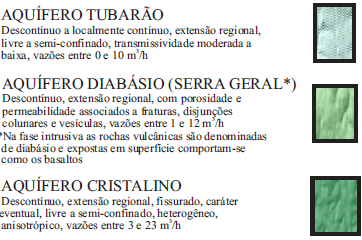 AQUÍFERO TUBARÃO
Descontínuo a localmente contínuo, extensão regional,
livre a semi-confinado, transmissividade moderada a
baixa, vazões entre 0 e 10 m³/h
AQUÍFERO DIABÁSIO (SERRA GERAL*)
Descontínuo, extensão regional, com porosidade e
permeabilidade associados a fraturas, disjunções
colunares e vesículas, vazões entre 1 e 12 m³/h
*Na fase intrusiva as rochas vulcânicas são denominadas
de diabásio e expostas em superfície comportam-se
como os basaltos
AQUÍFERO CRISTALINO
Descontínuo, extensão regional, fissurado, caráter
eventual, livre a semi-confinado, heterogêneo,
anisotrópico, vazões entre 3 e 23 m³/h